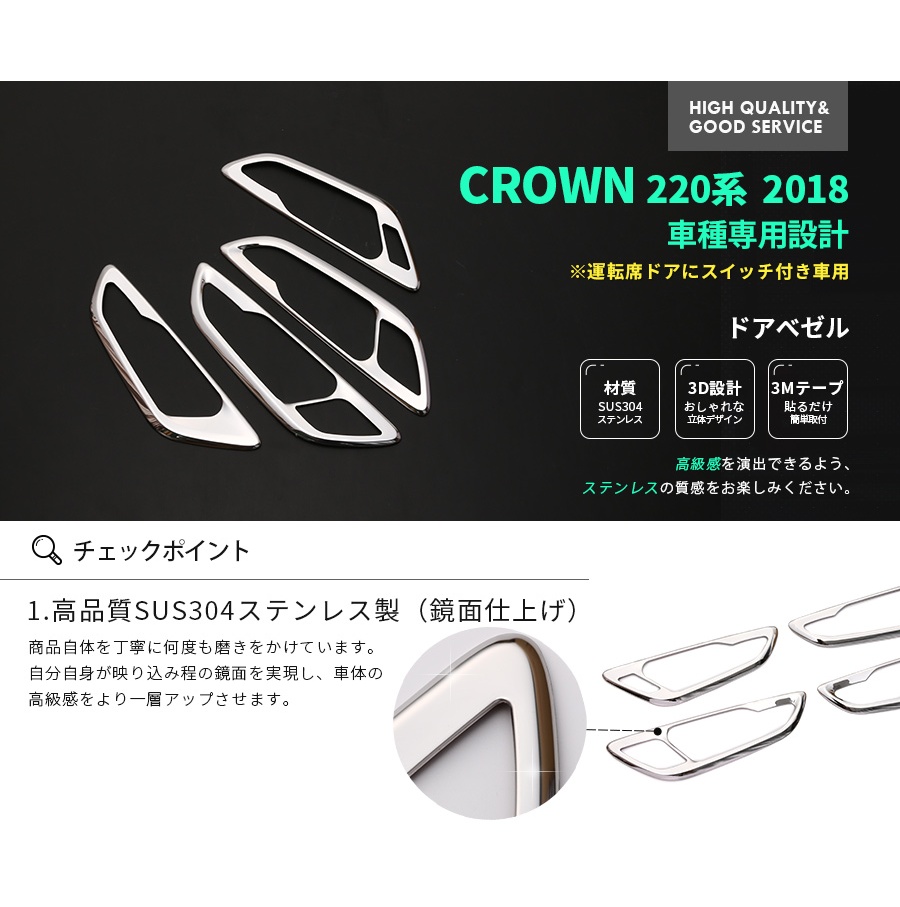 HIGH QUALITY&
GOOD SERVICE
CROWN 220系 2018
車種専用設計
※運転席ドアにスイッチ付き車用
ドアベゼル
材質
SUS304
ステンレス
3D設計
おしゃれな
立体デザイン
3Mテープ
貼るだけ
簡単取付
高級感を演出できるよう、
ステンレスの質感をお楽しみください。
チェックポイント
1.高品質SUS304ステンレス製（鏡面仕上げ）
商品自体を丁寧に何度も磨きをかけています。
自分自身が映り込み程の鏡面を実現し、車体の
高級感をより一層アップさせます。